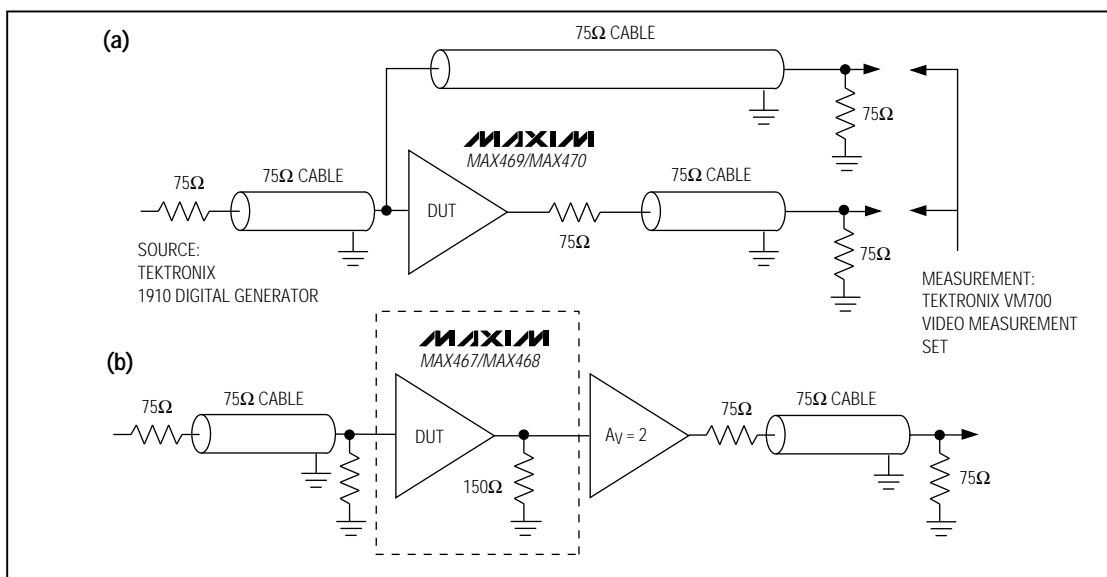 (a)
75Ω CABLE
75Ω
MAXIM
MAX469/MAX470
75Ω
75Ω CABLE
DUT
75Ω
75Ω CABLE
75Ω
SOURCE:
TEKTRONIX
1910 DIGITAL GENERATOR
MEASUREMENT:
TEKTRONIX VM700
VIDEO MEASUREMENT
SET
(b)
MAXIM
MAX467/MAX468
75Ω
75Ω CABLE
DUT
150Ω
AV = 2
75Ω
75Ω CABLE
75Ω